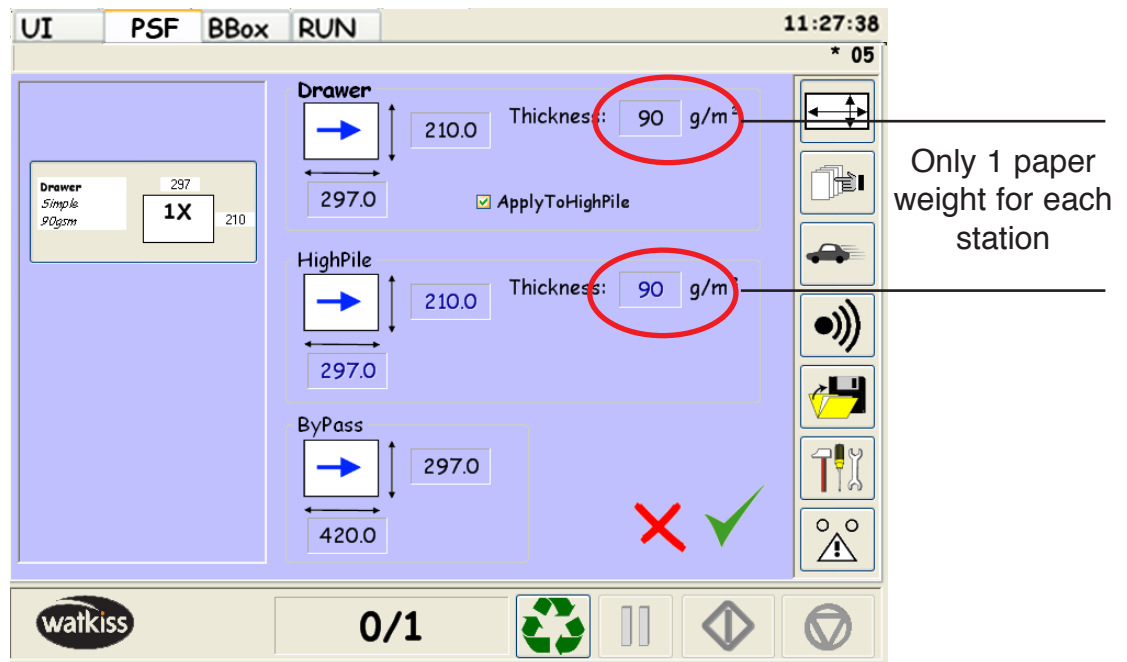 UI PSF BBox RUN 11:27:38
* 05
Drawer
Thickness: 90 g/m²
210.0
297.0
ApplyToHighPile
Drawer
Simple
90gsm
297
1X
210
HighPile
Thickness: 90 g/m²
210.0
297.0
ByPass
297.0
420.0
Only 1 paper
weight for each
station
watkiss
0/1